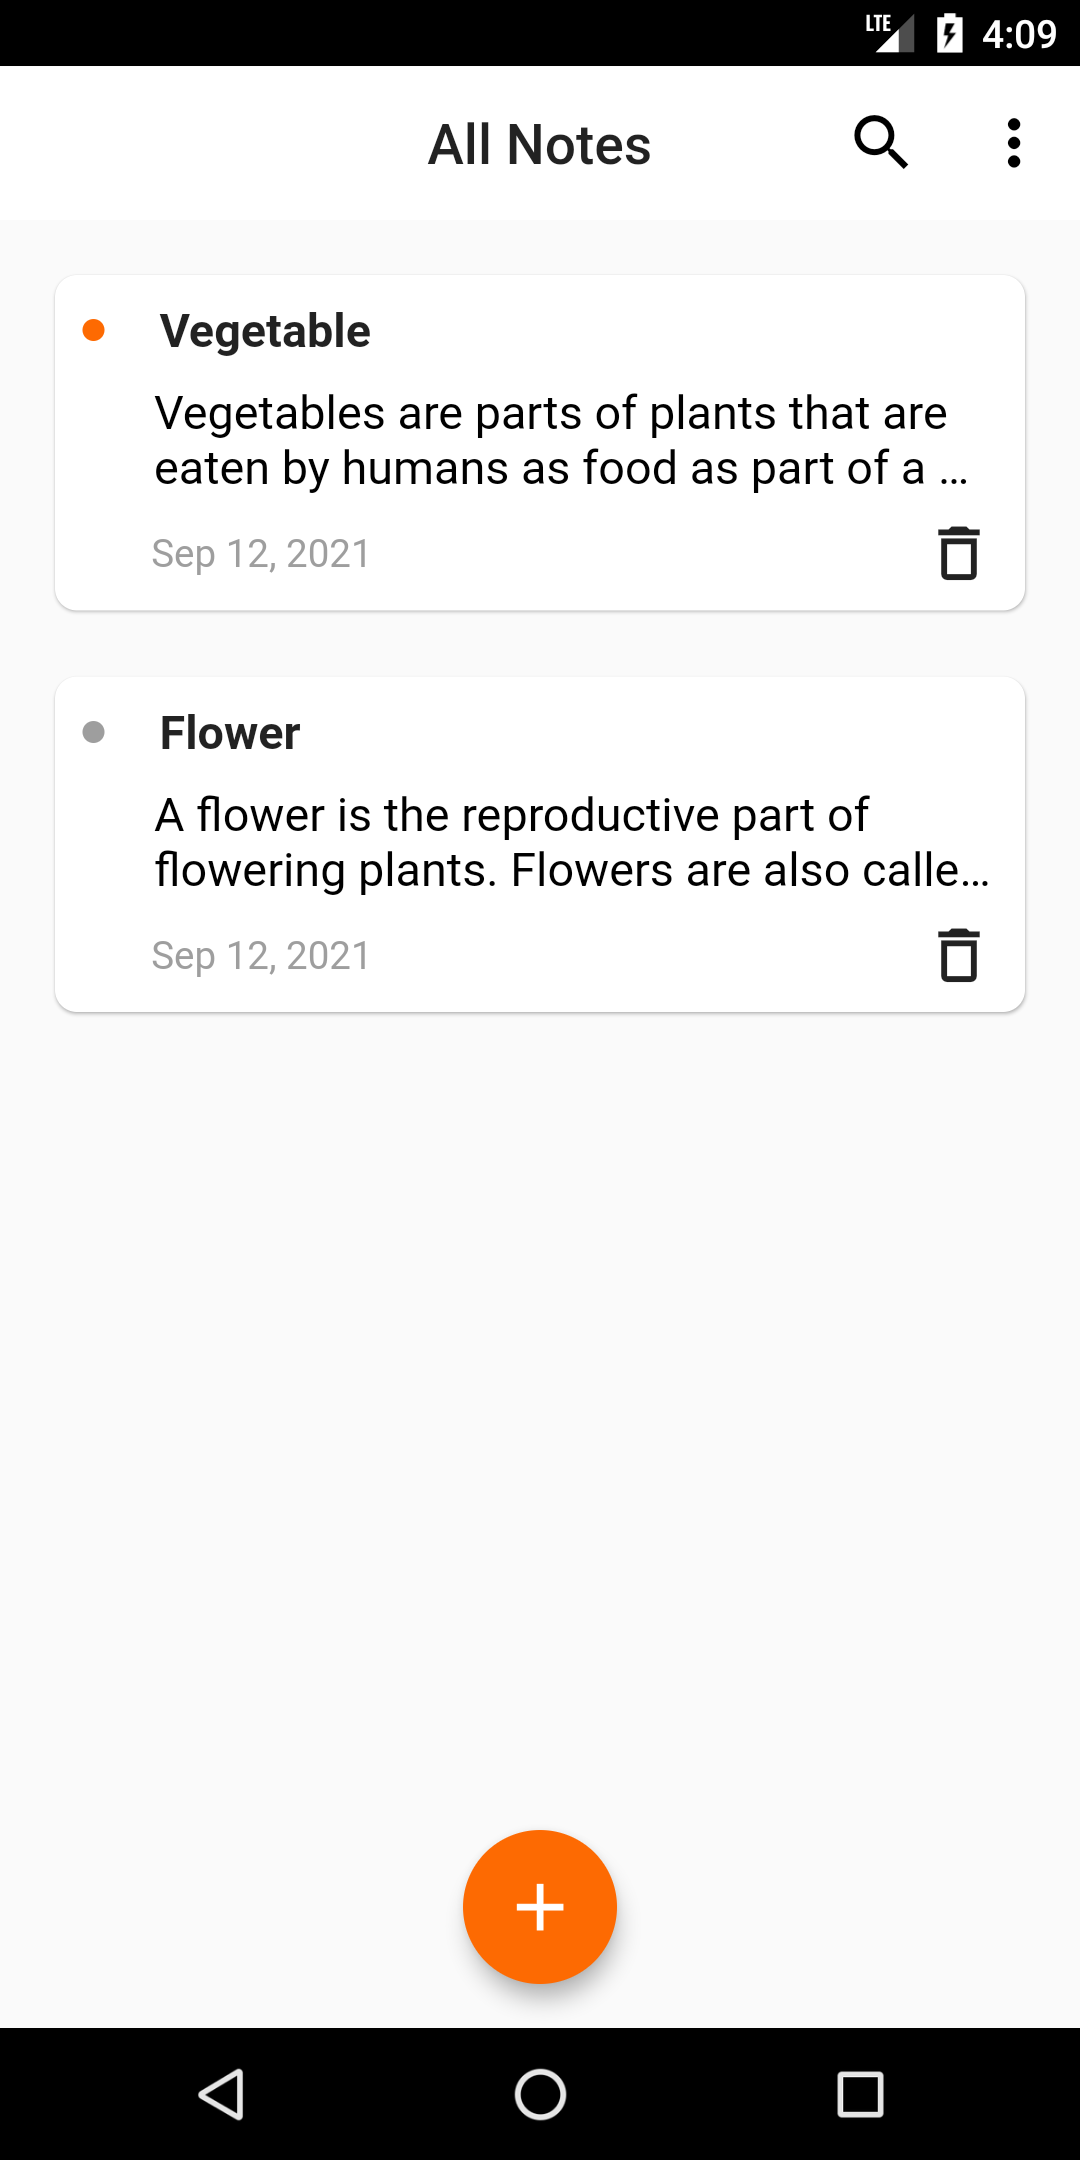 LTE 4:09
All Notes
Vegetable
Vegetables are parts of plants that are
eaten by humans as food as part of a ...
Sep 12, 2021
Flower
A flower is the reproductive part of
flowering plants. Flowers are also calle...
Sep 12, 2021